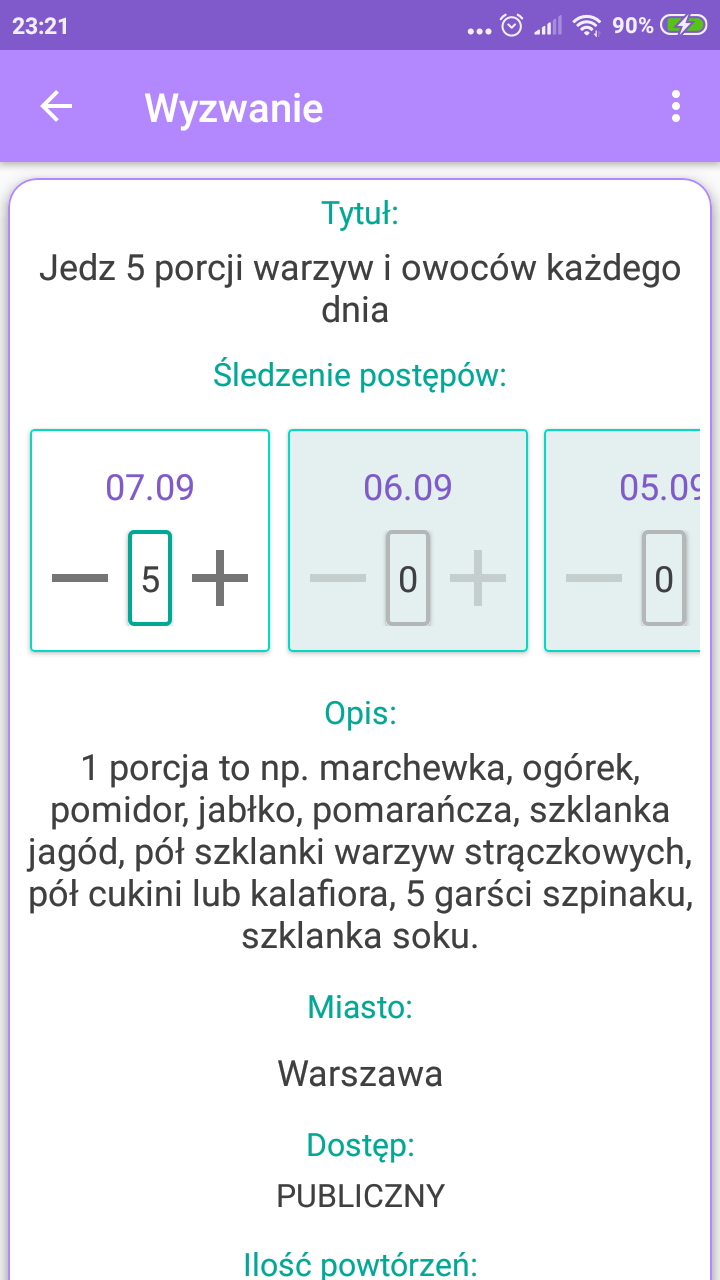 23:21
90%
Wyzwanie
Tytuł:
Jedz 5 porcji warzyw i owoców każdego
dnia
Śledzenie postępów:
07.09
06.09
05.09
5
0
0
Opis:
1 porcja to np. marchewka, ogórek,
pomidor, jabłko, pomarańcza, szklanka
jagód, pół szklanki warzyw strączkowych,
pół cukini lub kalafiora, 5 garści szpinaku,
szklanka soku.
Miasto:
Warszawa
Dostęp:
PUBLICZNY
Ilość powtórzeń: